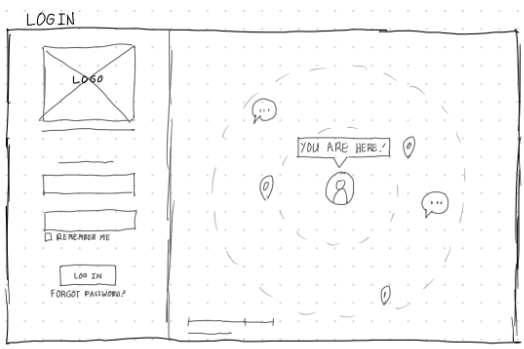 LOGIN
LOGO
REMEMBER ME
LOG IN
FORGOT PASSWORD?
YOU ARE HERE!